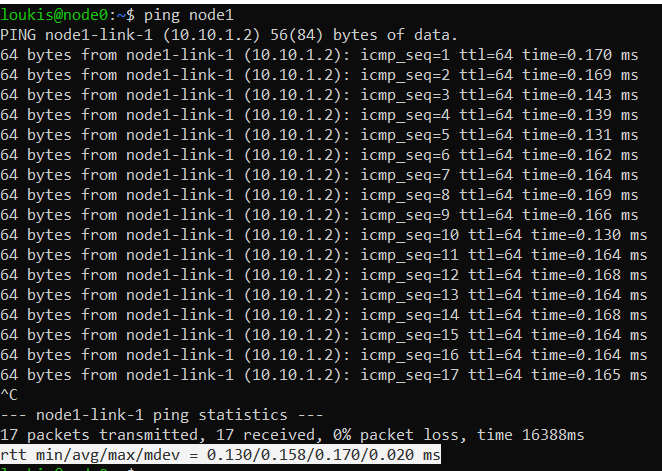 loukis@node0:~$ ping node1
PING node1-link-1 (10.10.1.2) 56(84) bytes of data.
64 bytes from node1-link-1 (10.10.1.2): icmp_seq=1 ttl=64 time=0.170 ms
64 bytes from node1-link-1 (10.10.1.2): icmp_seq=2 ttl=64 time=0.169 ms
64 bytes from node1-link-1 (10.10.1.2): icmp_seq=3 ttl=64 time=0.143 ms
64 bytes from node1-link-1 (10.10.1.2): icmp_seq=4 ttl=64 time=0.139 ms
64 bytes from node1-link-1 (10.10.1.2): icmp_seq=5 ttl=64 time=0.131 ms
64 bytes from node1-link-1 (10.10.1.2): icmp_seq=6 ttl=64 time=0.162 ms
64 bytes from node1-link-1 (10.10.1.2): icmp_seq=7 ttl=64 time=0.164 ms
64 bytes from node1-link-1 (10.10.1.2): icmp_seq=8 ttl=64 time=0.169 ms
64 bytes from node1-link-1 (10.10.1.2): icmp_seq=9 ttl=64 time=0.166 ms
64 bytes from node1-link-1 (10.10.1.2): icmp_seq=10 ttl=64 time=0.130 ms
64 bytes from node1-link-1 (10.10.1.2): icmp_seq=11 ttl=64 time=0.164 ms
64 bytes from node1-link-1 (10.10.1.2): icmp_seq=12 ttl=64 time=0.168 ms
64 bytes from node1-link-1 (10.10.1.2): icmp_seq=13 ttl=64 time=0.164 ms
64 bytes from node1-link-1 (10.10.1.2): icmp_seq=14 ttl=64 time=0.168 ms
64 bytes from node1-link-1 (10.10.1.2): icmp_seq=15 ttl=64 time=0.164 ms
64 bytes from node1-link-1 (10.10.1.2): icmp_seq=16 ttl=64 time=0.164 ms
64 bytes from node1-link-1 (10.10.1.2): icmp_seq=17 ttl=64 time=0.165 ms
^C
--- node1-link-1 ping statistics ---
17 packets transmitted, 17 received, 0% packet loss, time 16388ms
rtt min/avg/max/mdev = 0.130/0.158/0.170/0.020 ms